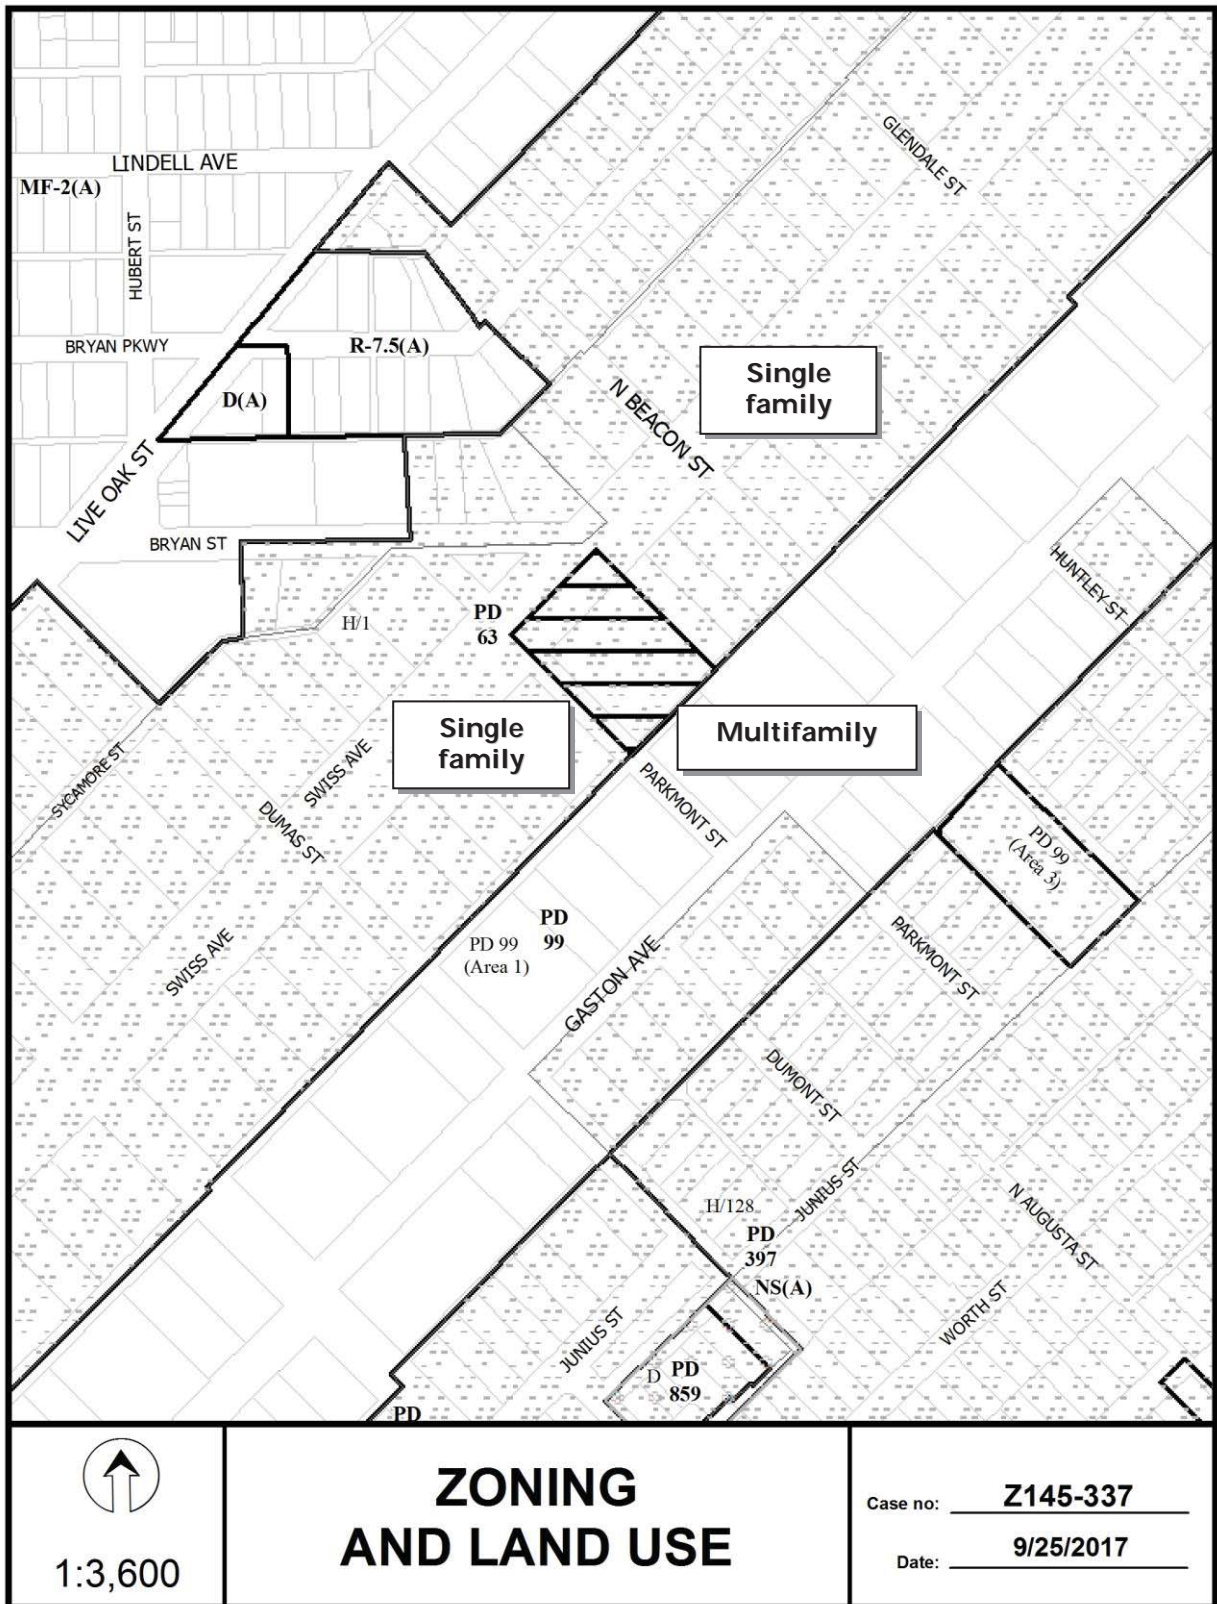 GLENDALE ST
LINDELL AVE
MF-2(A)
HUBERT ST
BRYAN PKWY
R-7.5(A)
Single
family
D(A)
N BEACON ST
LIVE OAK ST
BRYAN ST
HUNTLEY ST
PD
63
H/1
Single
family
Multifamily
SYCAMORE ST
SWISS AVE
DUMAS ST
PARKMONT ST
PD 99
(Area 3)
PD
99
PD 99
(Area 1)
SWISS AVE
GASTON AVE
PARKMONT ST
DUMONT ST
JUNIUS ST
H/128
PD
397
NS(A)
N AUGUSTA ST
WORTH ST
JUNIUS ST
D
PD
859
PD
1:3,600
ZONING
AND LAND USE
Case no: Z145-337
Date: 9/25/2017